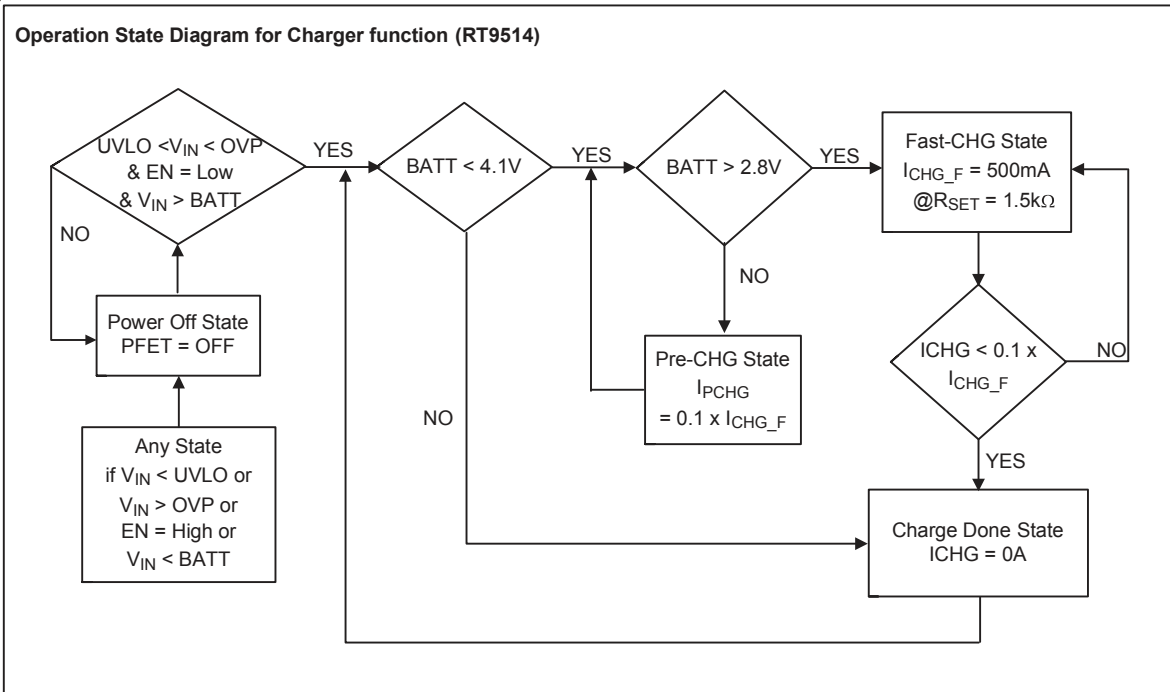 Operation State Diagram for Charger function (RT9514)
UVLO <V_IN < OVP
& EN = Low
& V_IN > BATT
YES
NO
Power Off State
PFET = OFF
Any State
if V_IN < UVLO or
V_IN > OVP or
EN = High or
V_IN < BATT
BATT < 4.1V
YES
NO
BATT > 2.8V
YES
NO
Pre-CHG State
I_PCHG
= 0.1 x I_CHG_F
Fast-CHG State
I_CHG_F = 500mA
@R_SET = 1.5kΩ
ICHG < 0.1 x
I_CHG_F
NO
YES
Charge Done State
ICHG = 0A